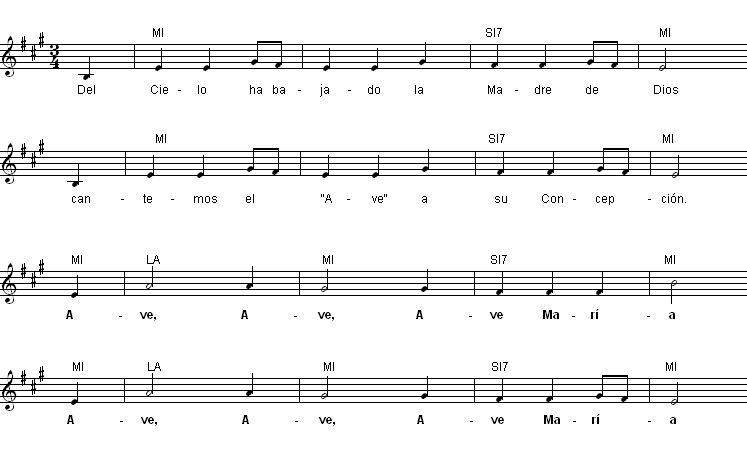 MI SI7 MI
3
4
Del Cie - lo ha ba - ja - do la Ma - dre de Dios
MI SI7 MI
can - te - mos el "A - ve" a su Con - cep - ción.
MI LA MI SI7 MI
A - ve, A - ve, A - ve Ma - rí - a
MI LA MI SI7 MI
A - ve, A - ve, A - ve Ma - rí - a